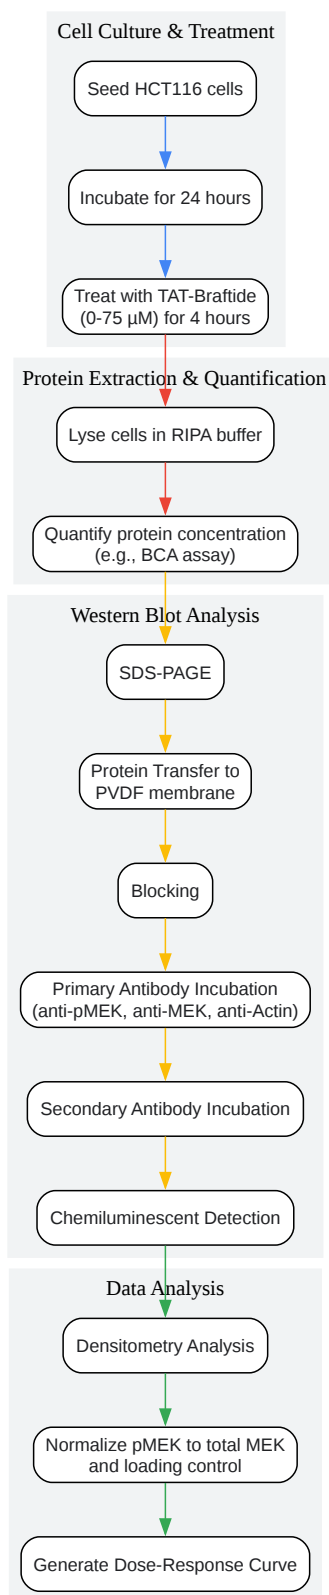 Cell Culture & Treatment
Seed HCT116 cells
Incubate for 24 hours
Treat with TAT-Braftide
(0-75 µM) for 4 hours
Protein Extraction & Quantification
Lyse cells in RIPA buffer
Quantify protein concentration
(e.g., BCA assay)
Western Blot Analysis
SDS-PAGE
Protein Transfer to
PVDF membrane
Blocking
Primary Antibody Incubation
(anti-pMEK, anti-MEK, anti-Actin)
Secondary Antibody Incubation
Chemiluminescent Detection
Data Analysis
Densitometry Analysis
Normalize pMEK to total MEK
and loading control
Generate Dose-Response Curve